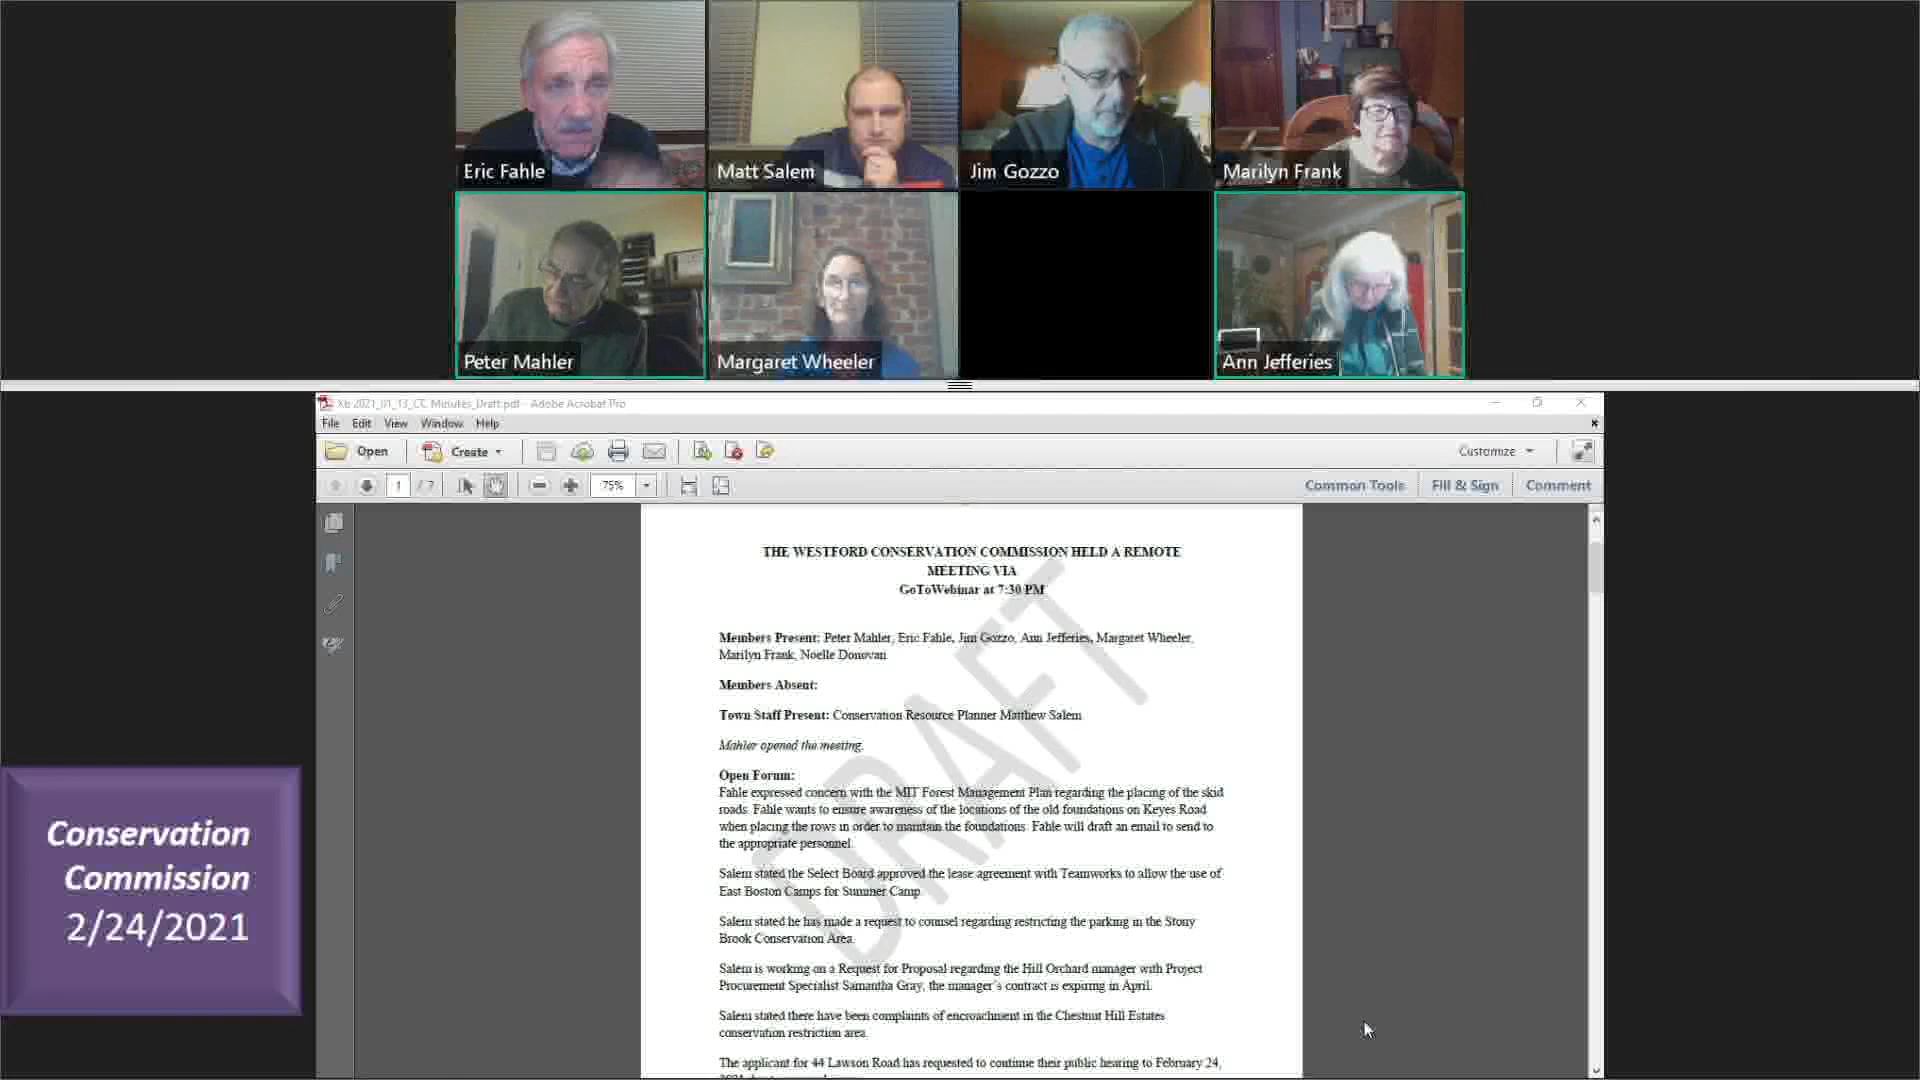 Eric Fahle
Matt Salem
Jim Gozzo
Marilyn Frank
Peter Mahler
Margaret Wheeler
Ann Jefferies
Xb 2021_01_13_CC Minutes_Draft.pdf - Adobe Acrobat Pro
File Edit View Window Help
Open Create Customize
1 / 7 75% Common Tools Fill & Sign Comment
THE WESTFORD CONSERVATION COMMISSION HELD A REMOTE
MEETING VIA
GoToWebinar at 7:30 PM
Members Present: Peter Mahler, Eric Fahle, Jim Gozzo, Ann Jefferies, Margaret Wheeler,
Marilyn Frank, Noelle Donovan
Members Absent:
Town Staff Present: Conservation Resource Planner Matthew Salem
Mahler opened the meeting.
Open Forum:
Fahle expressed concern with the MIT Forest Management Plan regarding the placing of the skid
roads. Fahle wants to ensure awareness of the locations of the old foundations on Keyes Road
when placing the rows in order to maintain the foundations. Fahle will draft an email to send to
the appropriate personnel.
Salem stated the Select Board approved the lease agreement with Teamworks to allow the use of
East Boston Camps for Summer Camp
Salem stated he has made a request to counsel regarding restricting the parking in the Stony
Brook Conservation Area.
Salem is working on a Request for Proposal regarding the Hill Orchard manager with Project
Procurement Specialist Samantha Gray, the manager's contract is expiring in April.
Salem stated there have been complaints of encroachment in the Chestnut Hill Estates
conservation restriction area.
The applicant for 44 Lawson Road has requested to continue their public hearing to February 24,
DRAFT
Conservation
Commission
2/24/2021